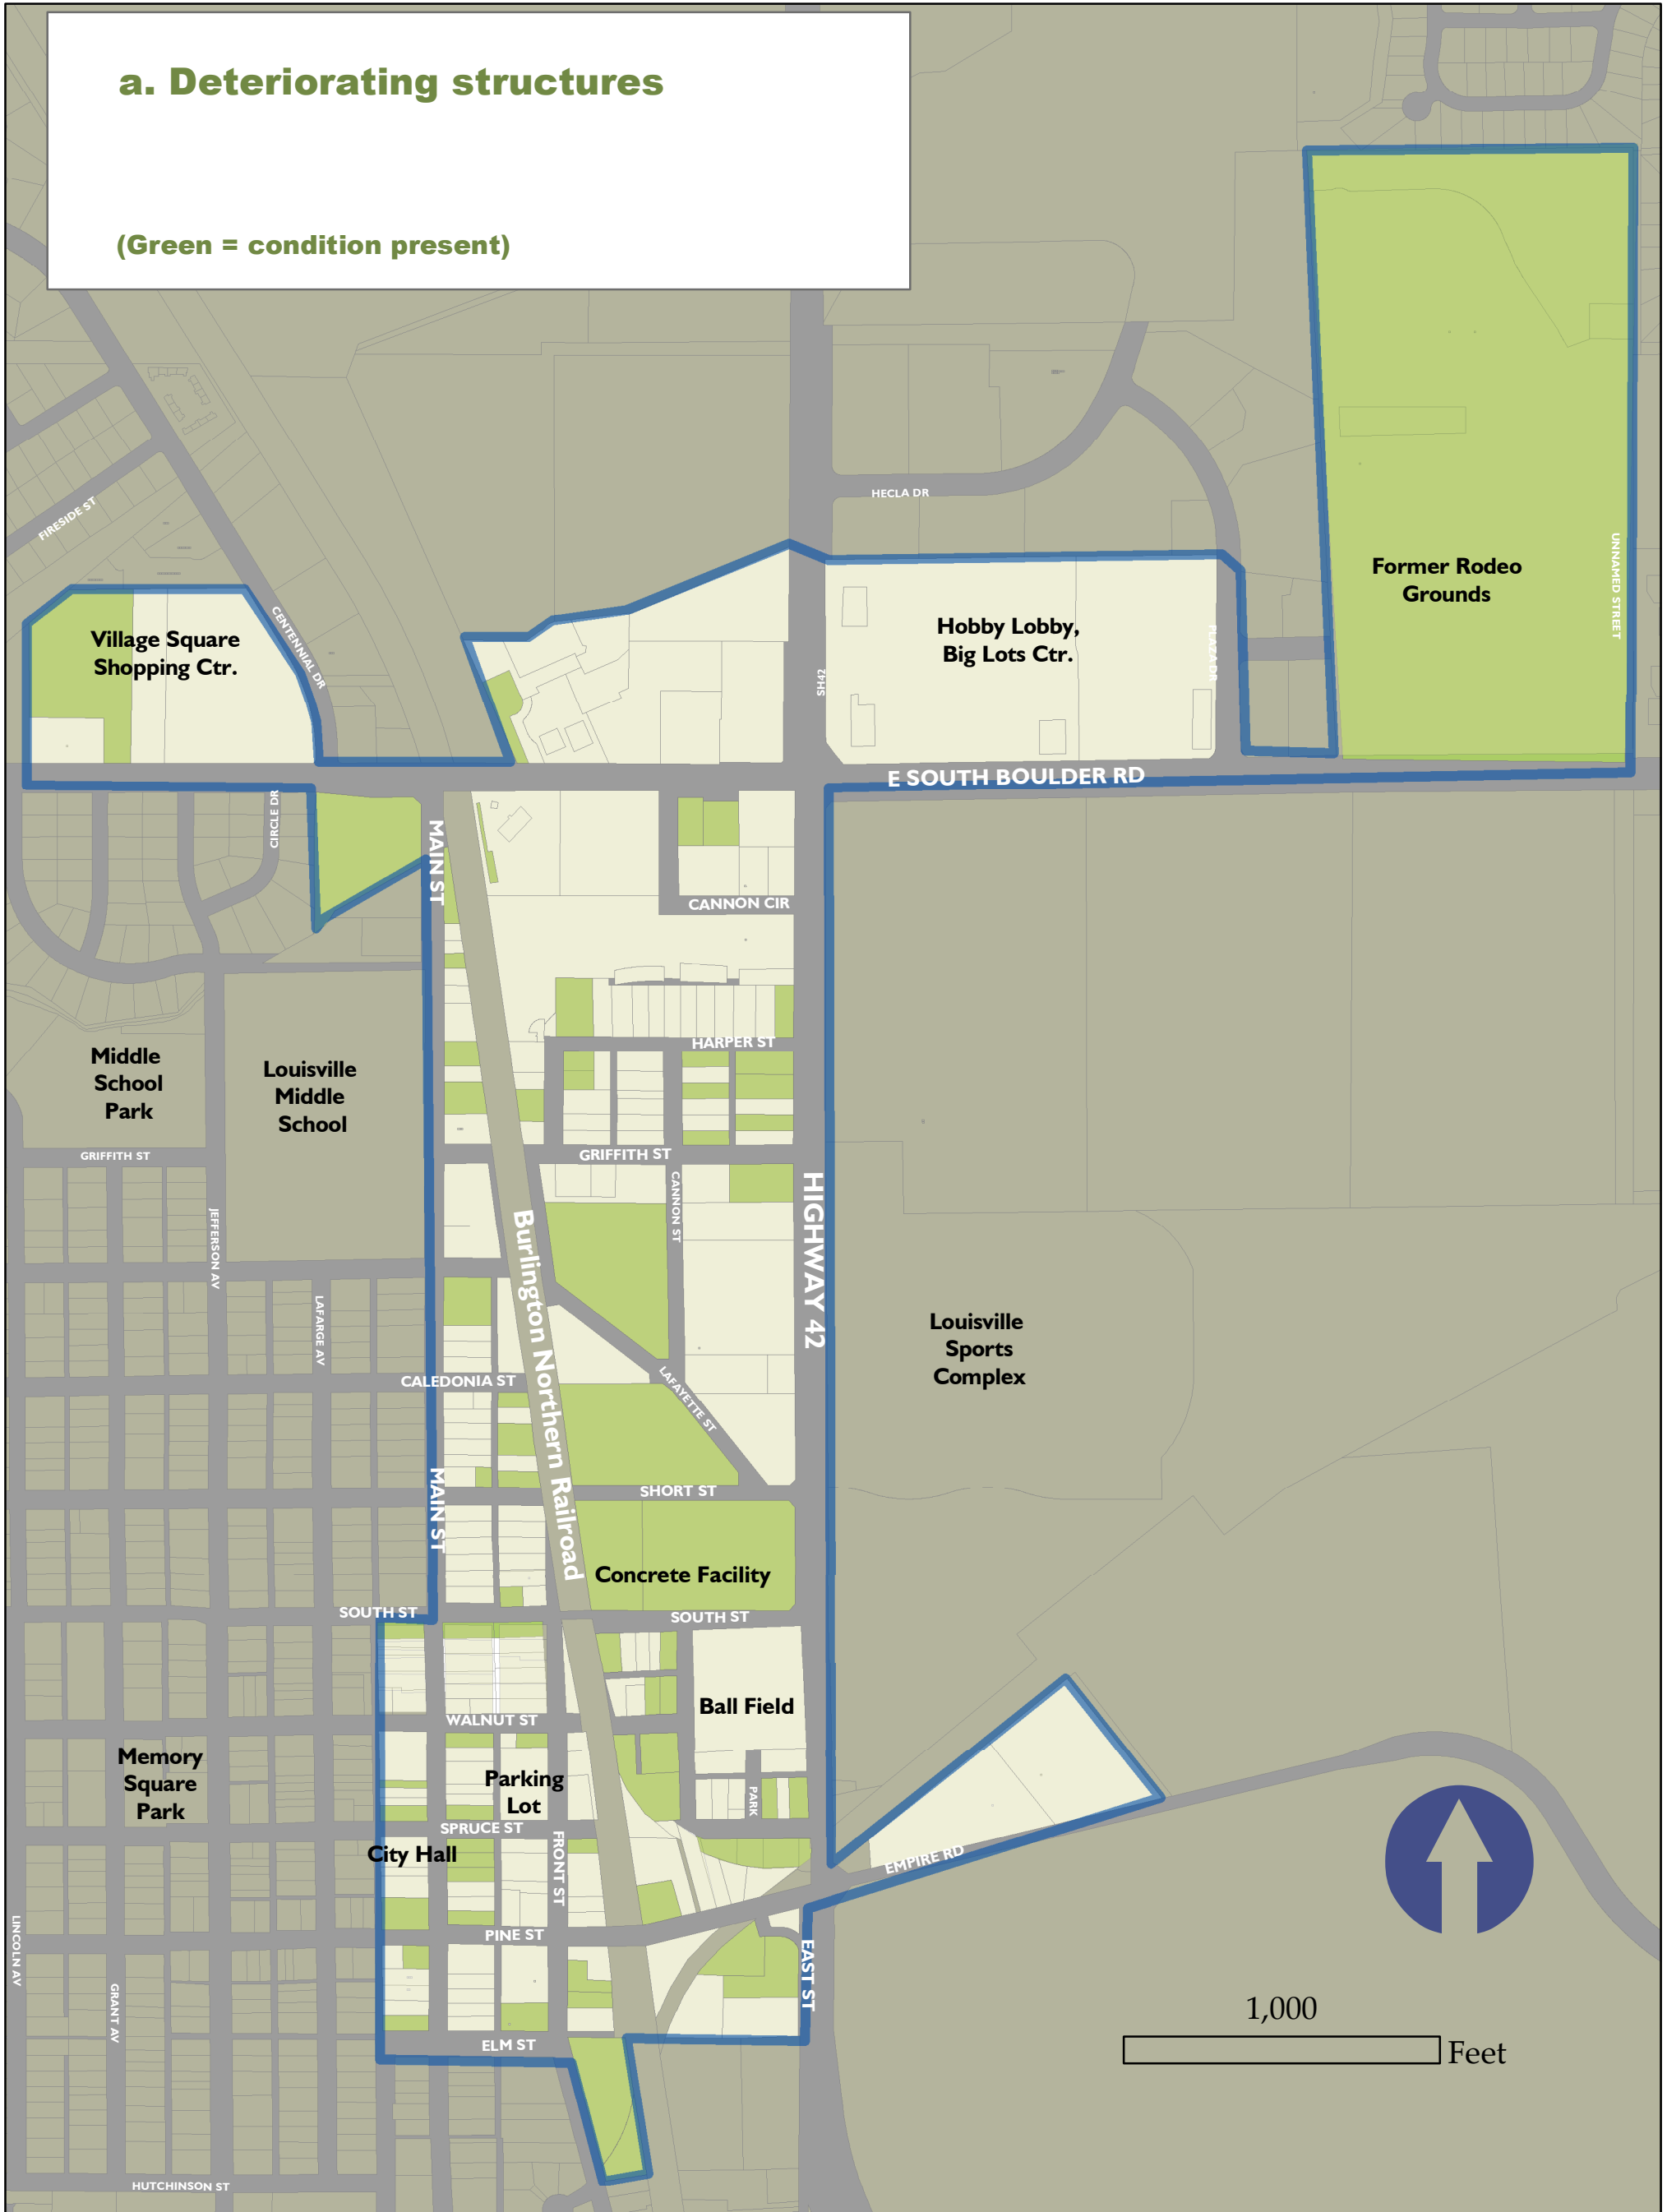 a. Deteriorating structures
(Green = condition present)
HECLA DR
FIRESIDE ST
UNNAMED STREET
Former Rodeo
Grounds
CENTENNIAL DR
Village Square
Shopping Ctr.
Hobby Lobby,
Big Lots Ctr.
PLAZA DR
SH42
E SOUTH BOULDER RD
CIRCLE DR
MAIN ST
CANNON CIR
HARPER ST
Middle
School
Park
Louisville
Middle
School
GRIFFITH ST
GRIFFITH ST
CANNON ST
JEFFERSON AV
HIGHWAY 42
Burlington Northern Railroad
LAFARGE AV
Louisville
Sports
Complex
CALEDONIA ST
LAFAYETTE ST
MAIN ST
SHORT ST
Concrete Facility
SOUTH ST
SOUTH ST
Ball Field
WALNUT ST
Memory
Square
Park
Parking
Lot
PARK
SPRUCE ST
City Hall
FRONT ST
EMPIRE RD
LINCOLN AV
PINE ST
EAST ST
GRANT AV
ELM ST
1,000
Feet
HUTCHINSON ST